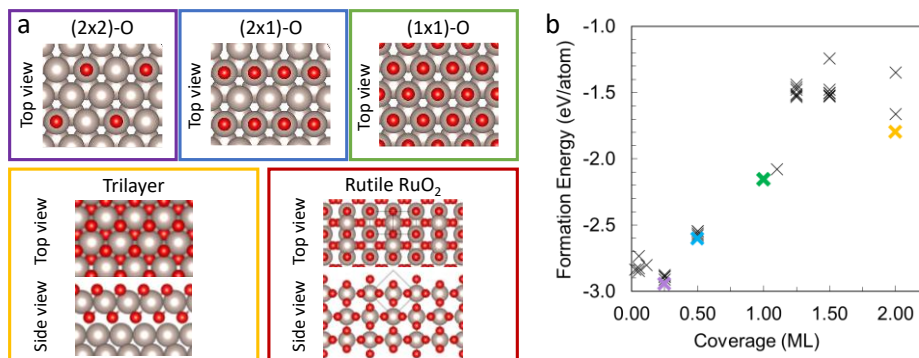 a
(2x2)-O
(2x1)-O
(1x1)-O
Top view
Top view
Top view
Trilayer
Rutile RuO₂
Top view
Side view
Top view
Side view
b
Formation Energy (eV/atom)
-1.0
-1.5
-2.0
-2.5
-3.0
0.00 0.50 1.00 1.50 2.00
Coverage (ML)